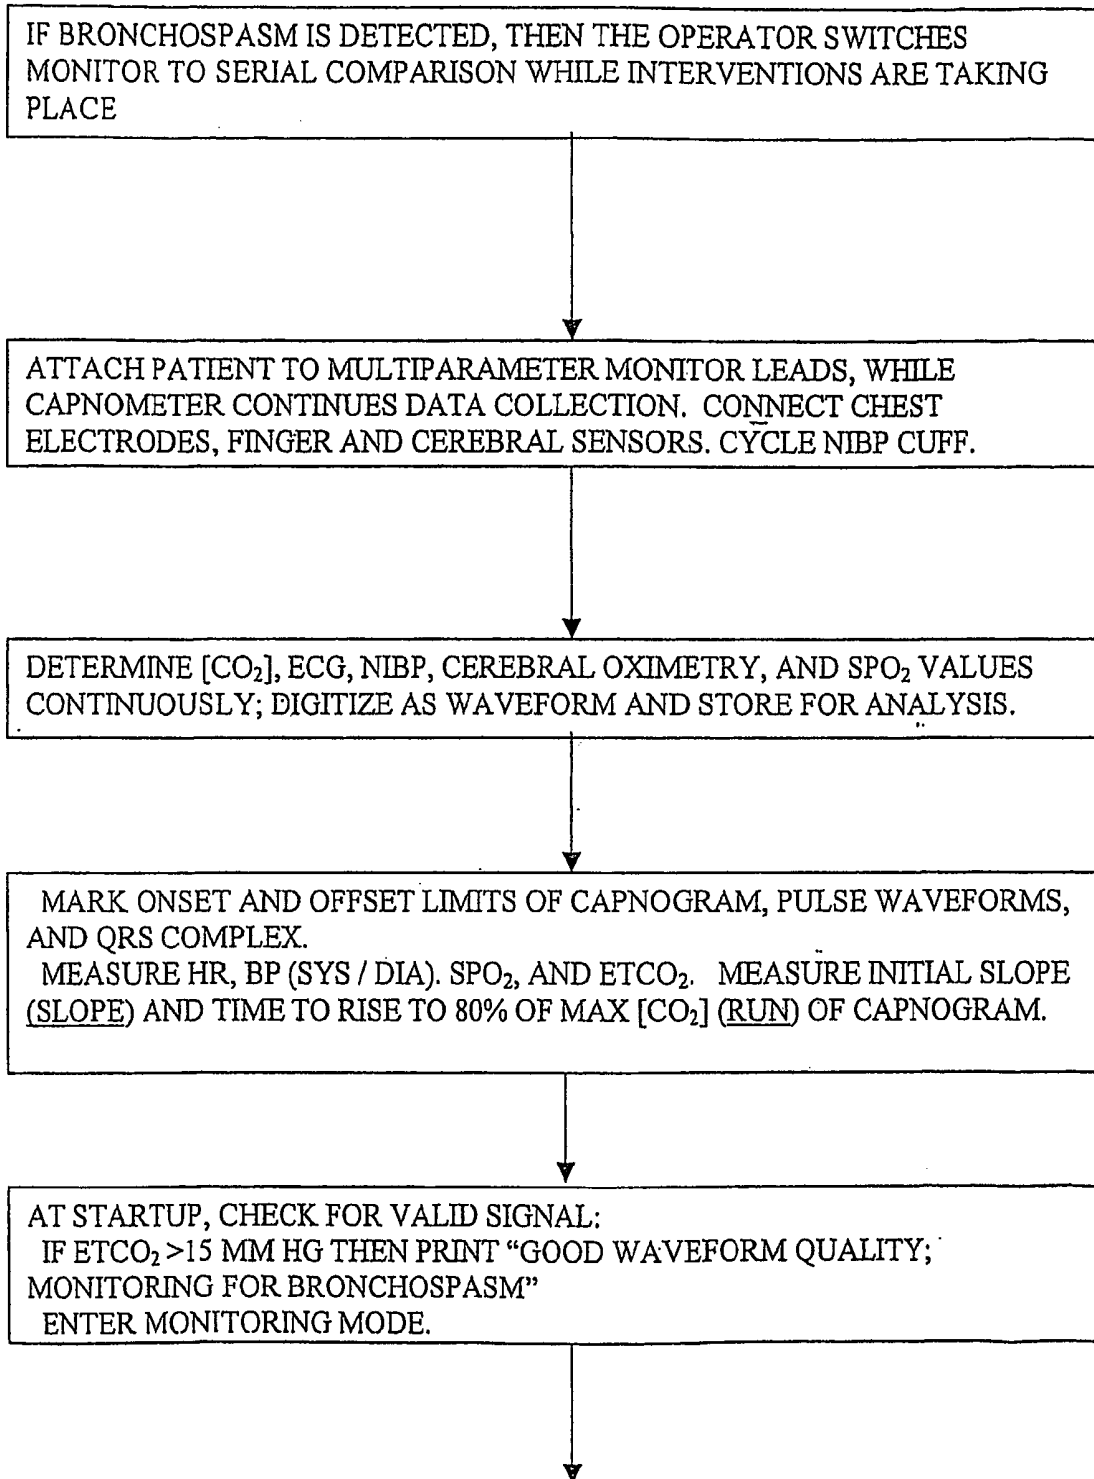 IF BRONCHOSPASM IS DETECTED, THEN THE OPERATOR SWITCHES
MONITOR TO SERIAL COMPARISON WHILE INTERVENTIONS ARE TAKING
PLACE
ATTACH PATIENT TO MULTIPARAMETER MONITOR LEADS, WHILE
CAPNOMETER CONTINUES DATA COLLECTION. CONNECT CHEST
ELECTRODES, FINGER AND CEREBRAL SENSORS. CYCLE NIBP CUFF.
DETERMINE [CO₂], ECG, NIBP, CEREBRAL OXIMETRY, AND SPO₂ VALUES
CONTINUOUSLY; DIGITIZE AS WAVEFORM AND STORE FOR ANALYSIS.
MARK ONSET AND OFFSET LIMITS OF CAPNOGRAM, PULSE WAVEFORMS,
AND QRS COMPLEX.
MEASURE HR, BP (SYS / DIA). SPO₂, AND ETCO₂. MEASURE INITIAL SLOPE
(SLOPE) AND TIME TO RISE TO 80% OF MAX [CO₂] (RUN) OF CAPNOGRAM.
AT STARTUP, CHECK FOR VALID SIGNAL:
IF ETCO₂ >15 MM HG THEN PRINT “GOOD WAVEFORM QUALITY;
MONITORING FOR BRONCHOSPASM”
ENTER MONITORING MODE.